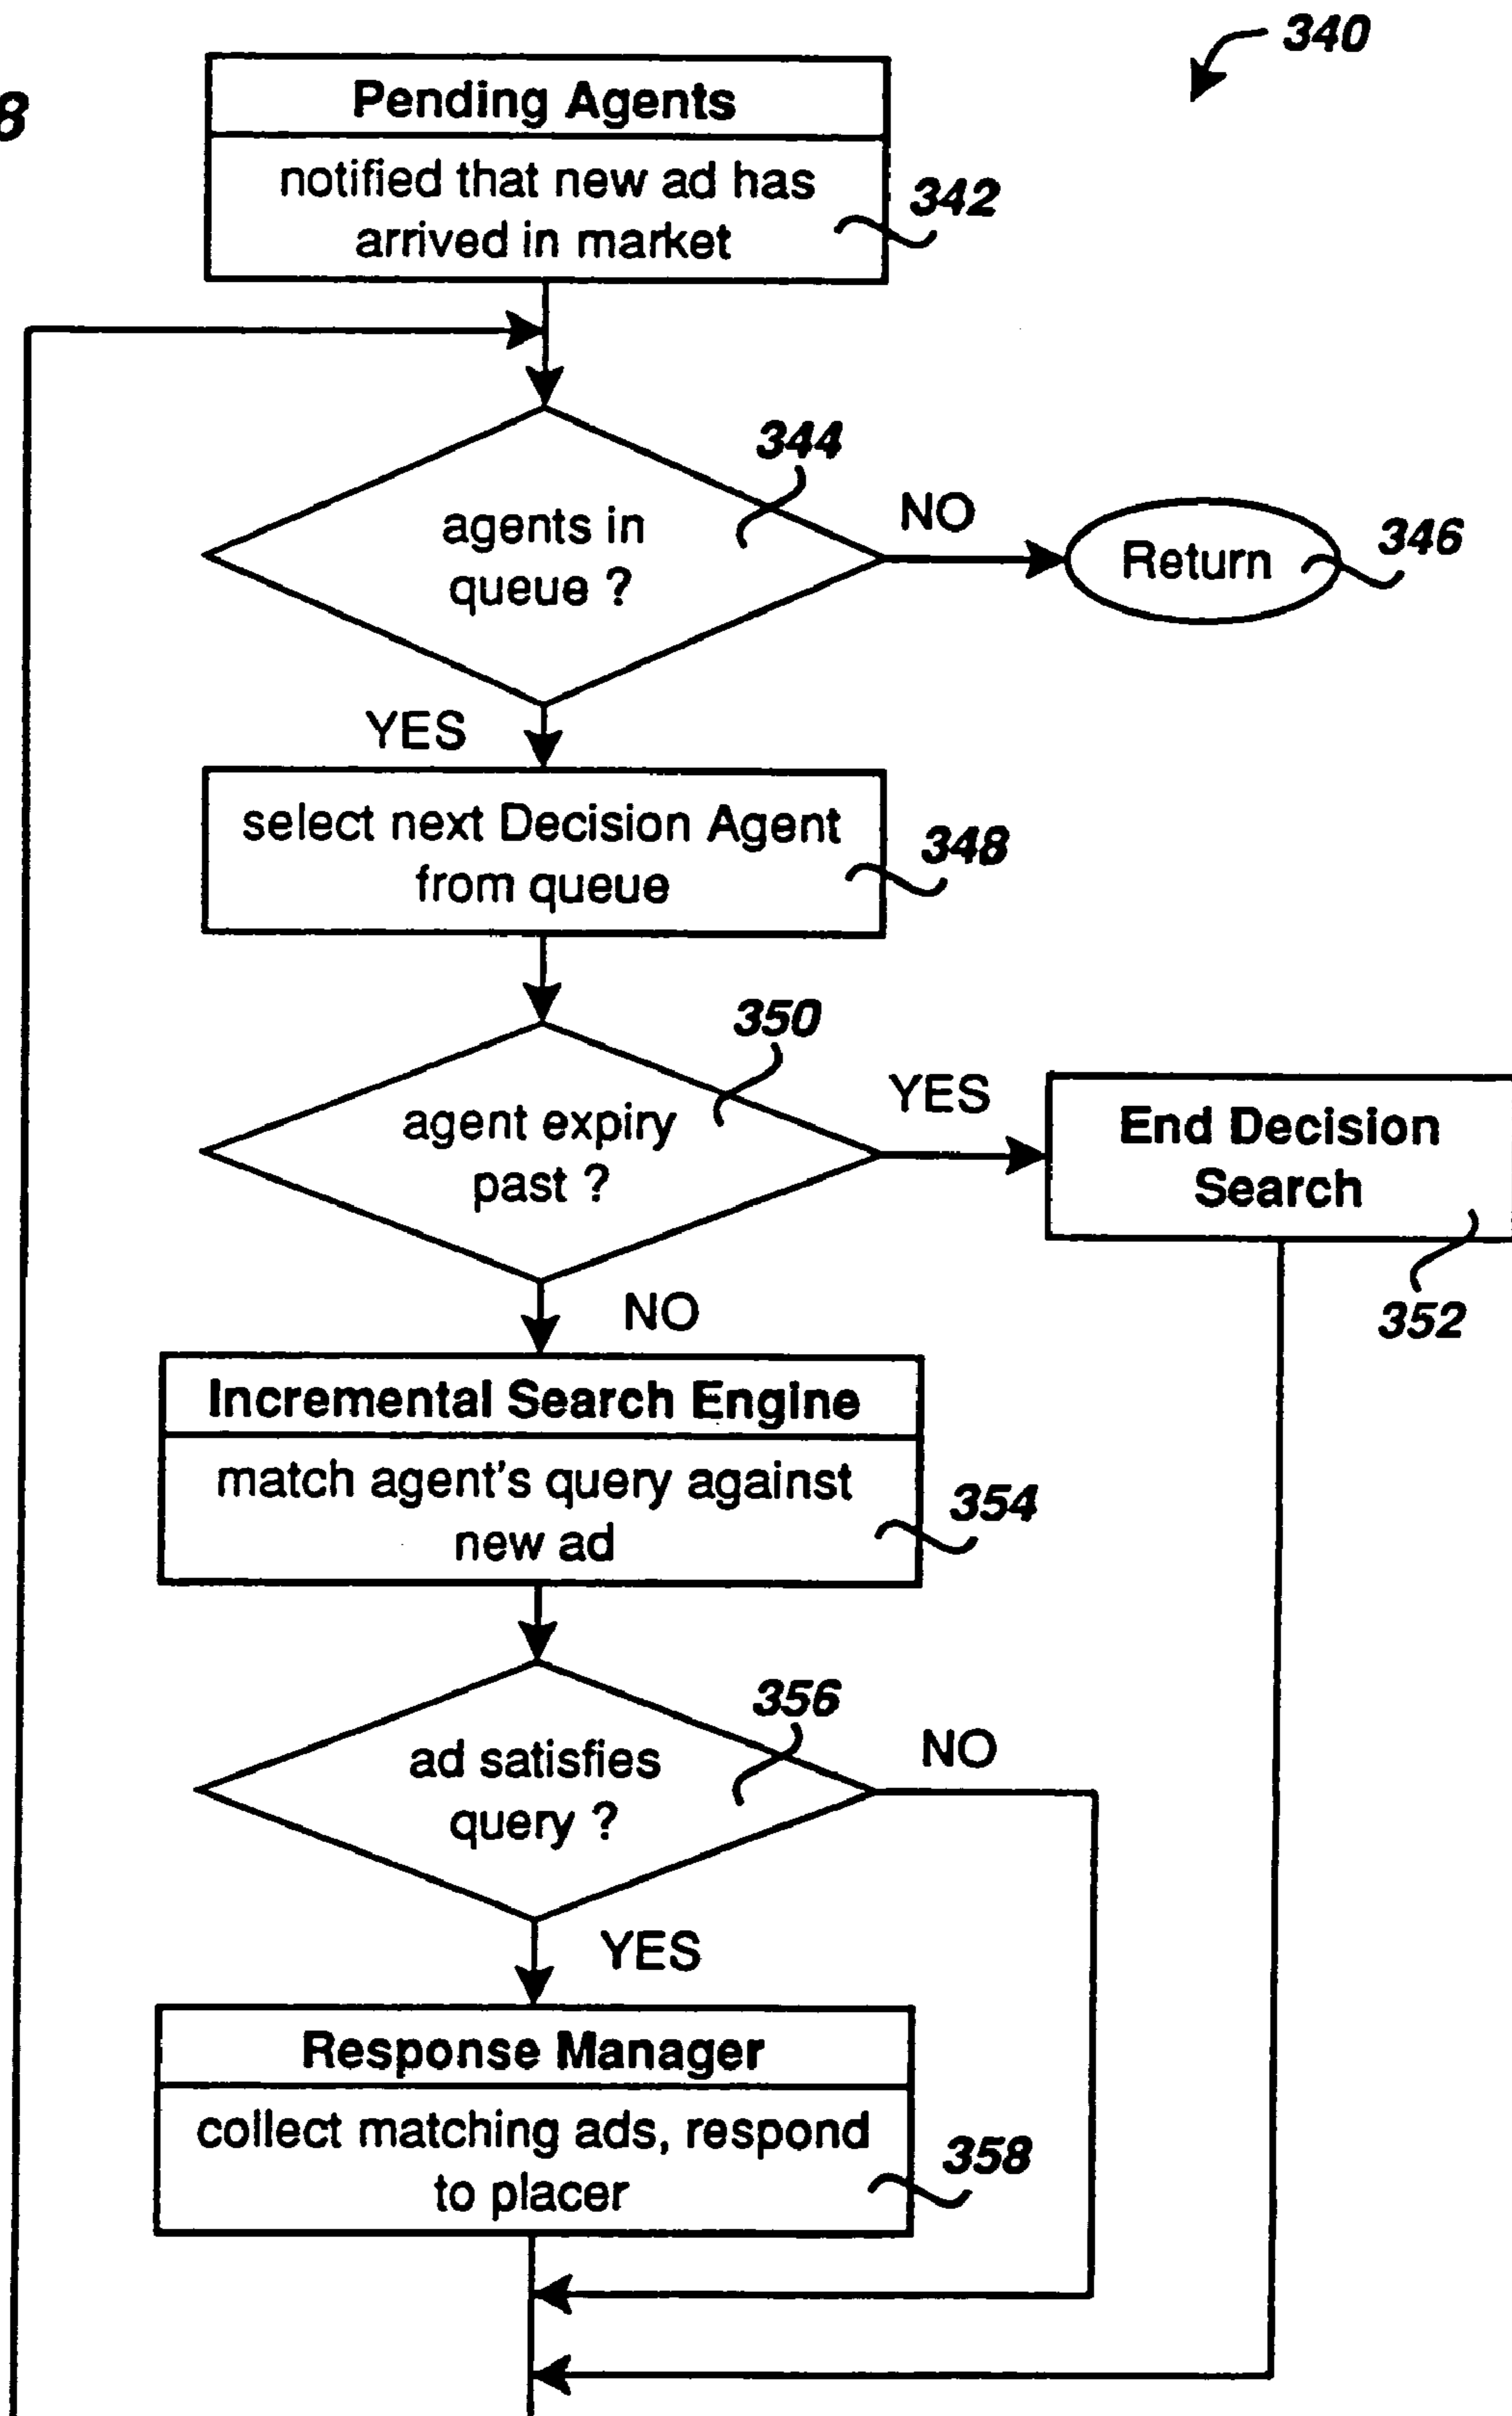 340
8
Pending Agents
notified that new ad has
arrived in market
342
344
agents in
queue ?
NO
Return
346
YES
select next Decision Agent
from queue
348
350
agent expiry
past ?
YES
End Decision
Search
352
NO
Incremental Search Engine
match agent's query against
new ad
354
356
ad satisfies
query ?
NO
YES
Response Manager
collect matching ads, respond
to placer
358